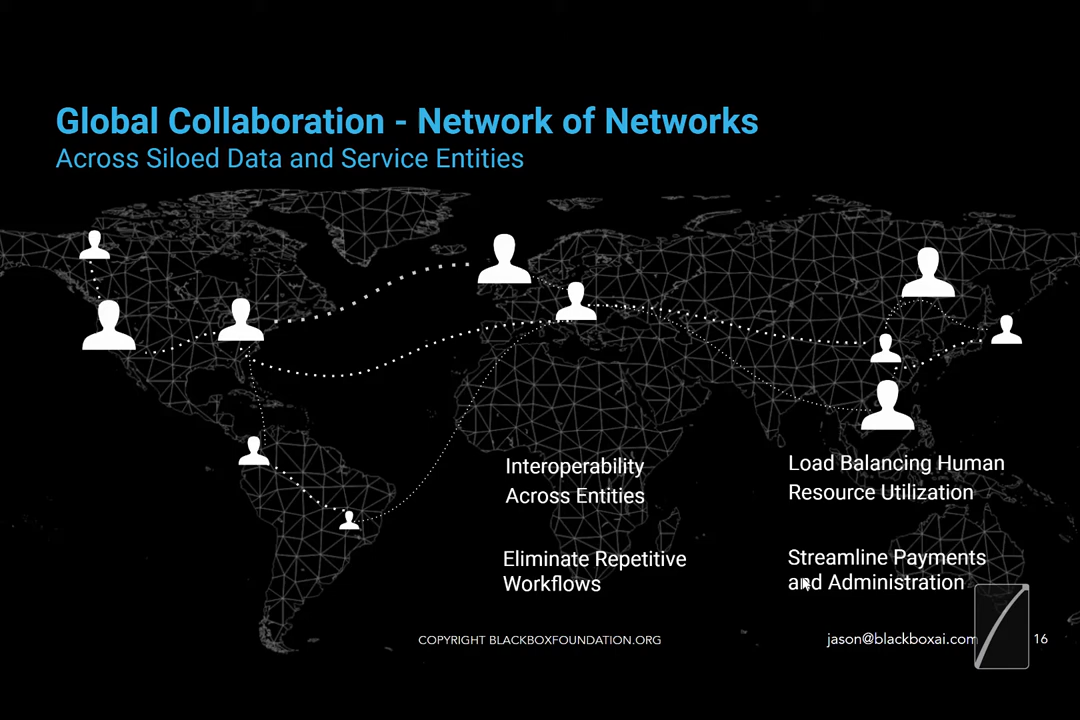 Global Collaboration - Network of Networks
Across Siloed Data and Service Entities
Interoperability
Across Entities
Load Balancing Human
Resource Utilization
Eliminate Repetitive
Workflows
Streamline Payments
and Administration
COPYRIGHT BLACKBOXFOUNDATION.ORG
jason@blackboxai.com
16